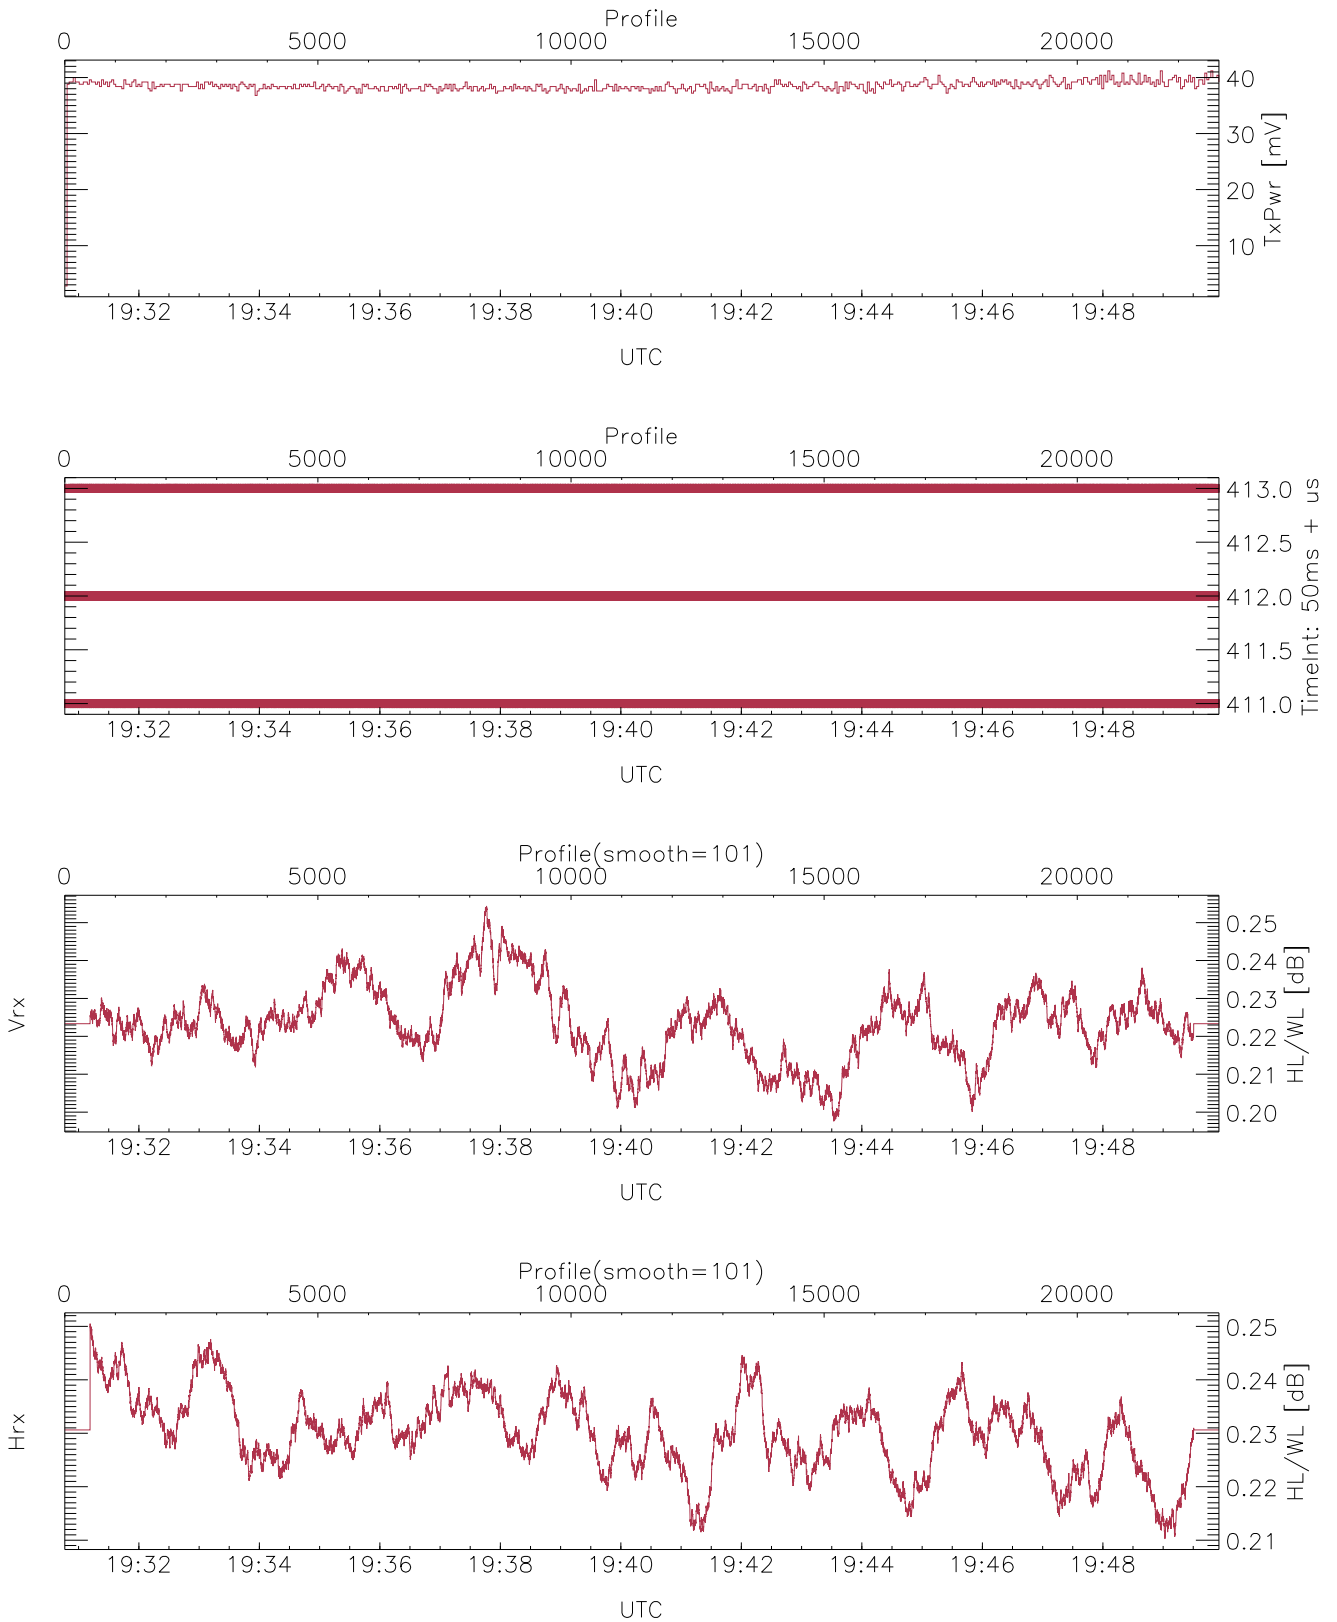 Profile
0 5000 10000 15000 20000
40
30
20
10
TxPwr [mV]
19:32 19:34 19:36 19:38 19:40 19:42 19:44 19:46 19:48
UTC
Profile
0 5000 10000 15000 20000
413.0
412.5
412.0
411.5
411.0
TimeInt: 50ms + us
19:32 19:34 19:36 19:38 19:40 19:42 19:44 19:46 19:48
UTC
Profile(smooth=101)
0 5000 10000 15000 20000
Vrx
0.25
0.24
0.23
0.22
0.21
0.20
HL/WL [dB]
19:32 19:34 19:36 19:38 19:40 19:42 19:44 19:46 19:48
UTC
Profile(smooth=101)
0 5000 10000 15000 20000
Hrx
0.25
0.24
0.23
0.22
0.21
HL/WL [dB]
19:32 19:34 19:36 19:38 19:40 19:42 19:44 19:46 19:48
UTC